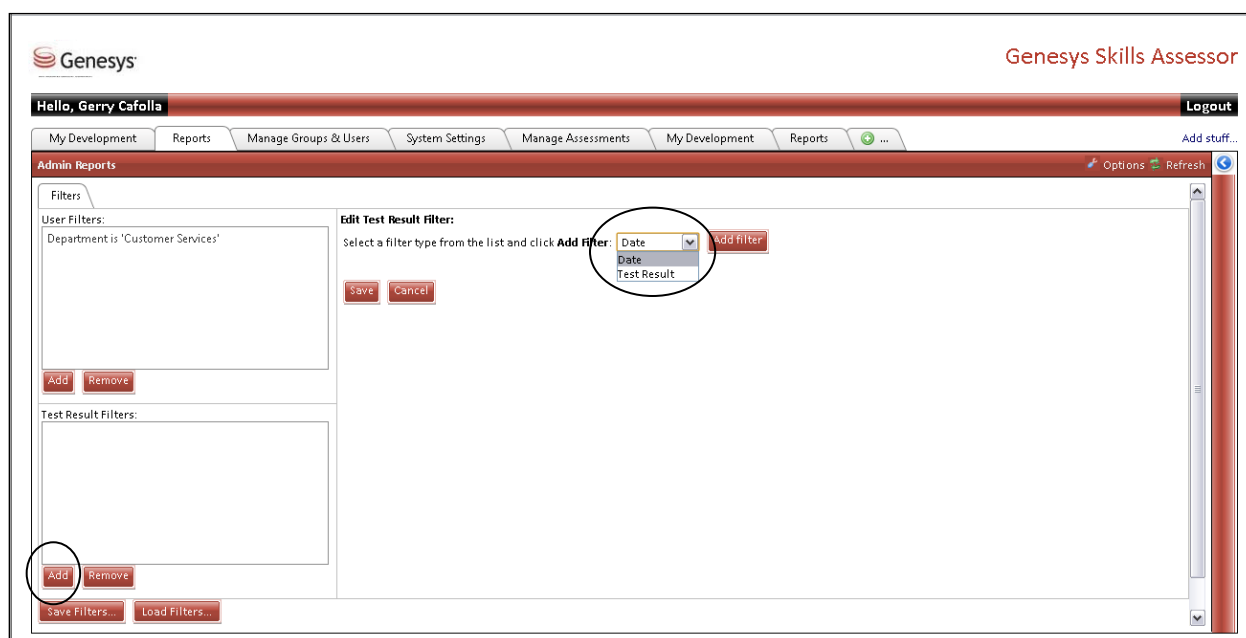 Genesys
Genesys Skills Assessor
Hello, Gerry Cafolla
Logout
My Development Reports Manage Groups & Users System Settings Manage Assessments My Development Reports ...
Add stuff...
Admin Reports
Options Refresh
Filters
User Filters:
Department is 'Customer Services'
Add Remove
Test Result Filters:
Add Remove
Save Filters... Load Filters...
Edit Test Result Filter:
Select a filter type from the list and click Add Filter: Date Add filter
Date
Test Result
Save Cancel